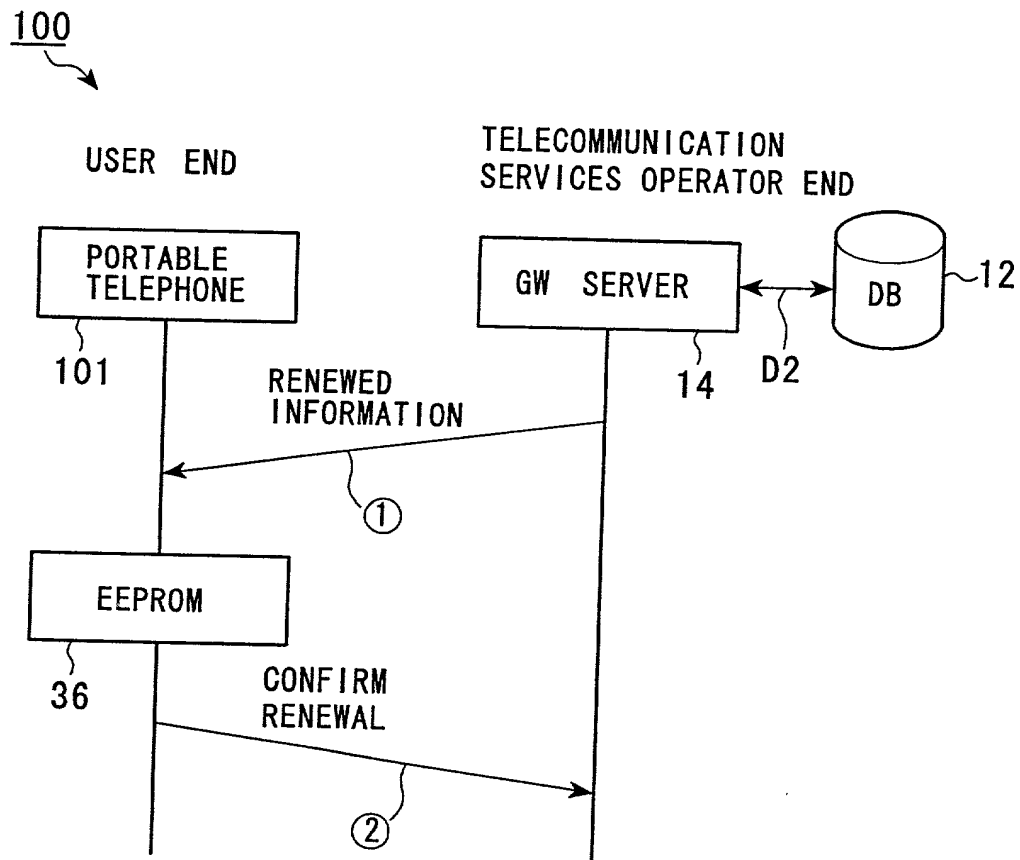 100
USER END
TELECOMMUNICATION
SERVICES OPERATOR END
PORTABLE
TELEPHONE
GW SERVER
DB
12
101
14
D2
RENEWED
INFORMATION
①
EEPROM
36
CONFIRM
RENEWAL
②